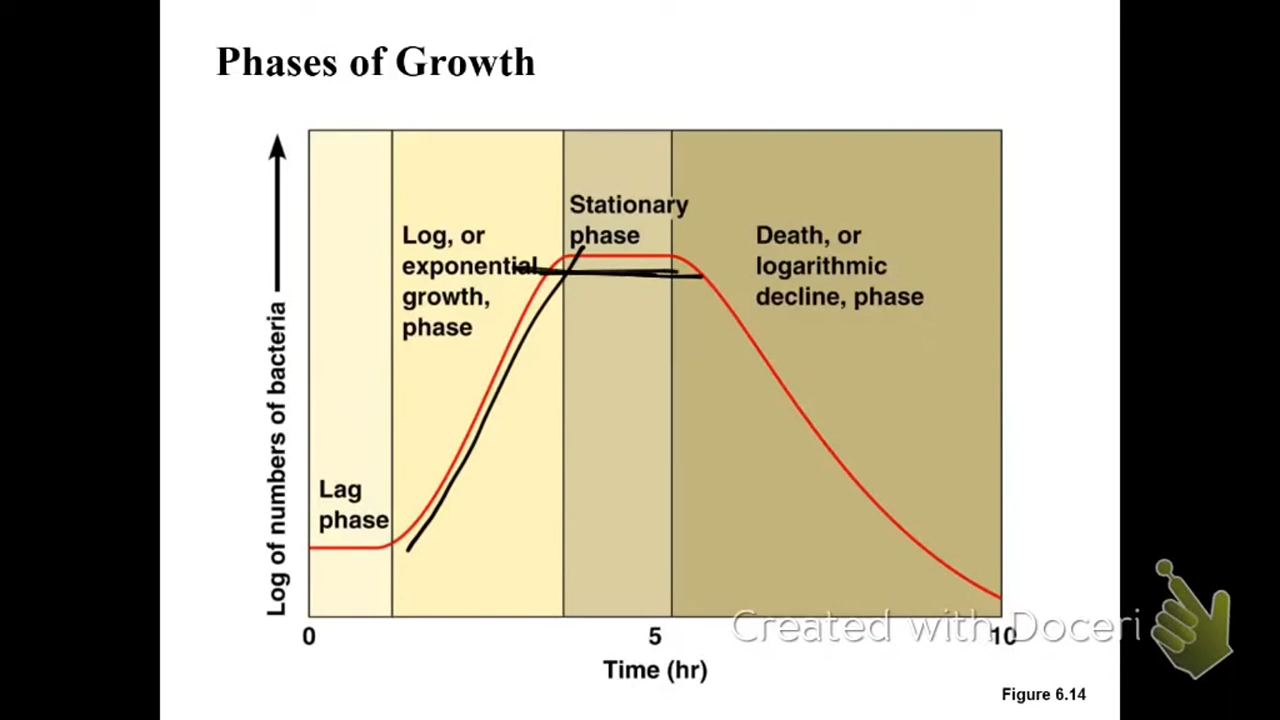 Phases of Growth
Stationary
phase
Log, or
exponential
growth,
phase
Death, or
logarithmic
decline, phase
Lag
phase
Log of numbers of bacteria
0
5
10
Time (hr)
Created with Doceri
Figure 6.14